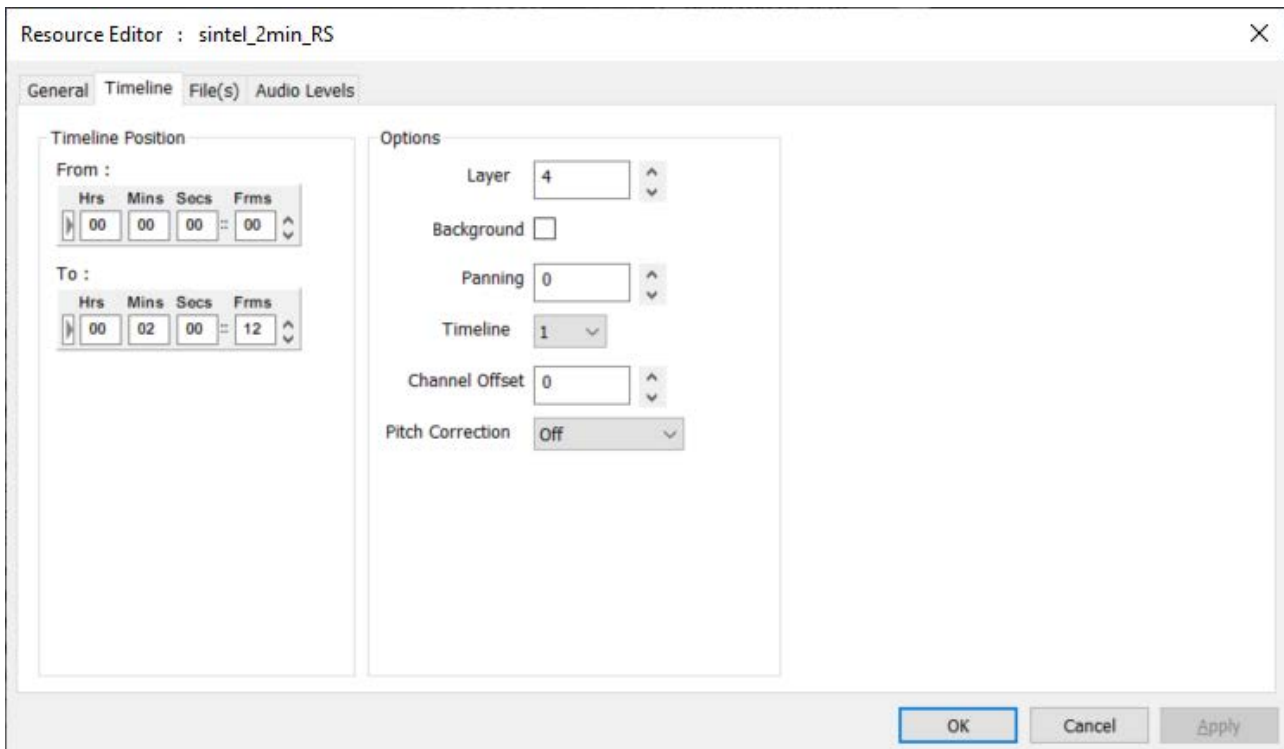 Resource Editor : sintel_2min_RS
General Timeline File(s) Audio Levels
Timeline Position
From :
Hrs Mins Secs Frms
00 00 00 :: 00
To :
Hrs Mins Secs Frms
00 02 00 :: 12
Options
Layer 4
Background
Panning 0
Timeline 1
Channel Offset 0
Pitch Correction Off
OK Cancel Apply